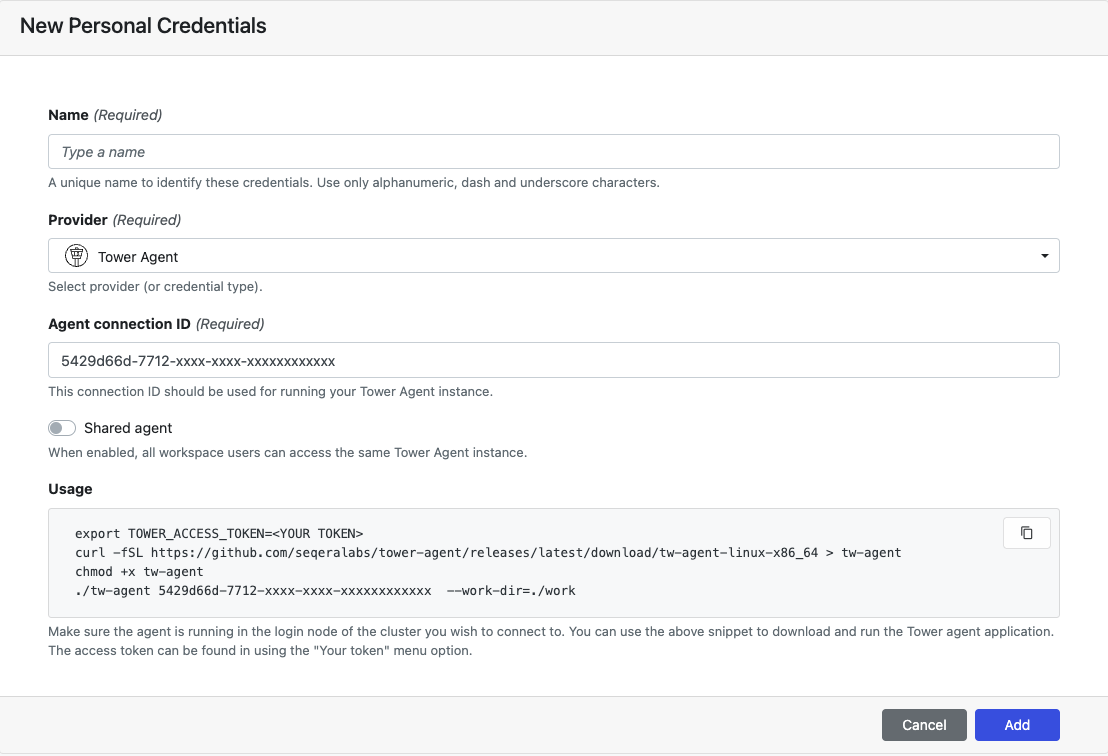 New Personal Credentials
Name (Required)
Type a name
A unique name to identify these credentials. Use only alphanumeric, dash and underscore characters.
Provider (Required)
Tower Agent
Select provider (or credential type).
Agent connection ID (Required)
5429d66d-7712-xxxx-xxxx-xxxxxxxxxxxx
This connection ID should be used for running your Tower Agent instance.
Shared agent
When enabled, all workspace users can access the same Tower Agent instance.
Usage
export TOWER_ACCESS_TOKEN=<YOUR TOKEN>
curl -fSL https://github.com/seqeralabs/tower-agent/releases/latest/download/tw-agent-linux-x86_64 > tw-agent
chmod +x tw-agent
./tw-agent 5429d66d-7712-xxxx-xxxx-xxxxxxxxxxxx  --work-dir=./work
Make sure the agent is running in the login node of the cluster you wish to connect to. You can use the above snippet to download and run the Tower agent application.
The access token can be found in using the "Your token" menu option.
Cancel
Add